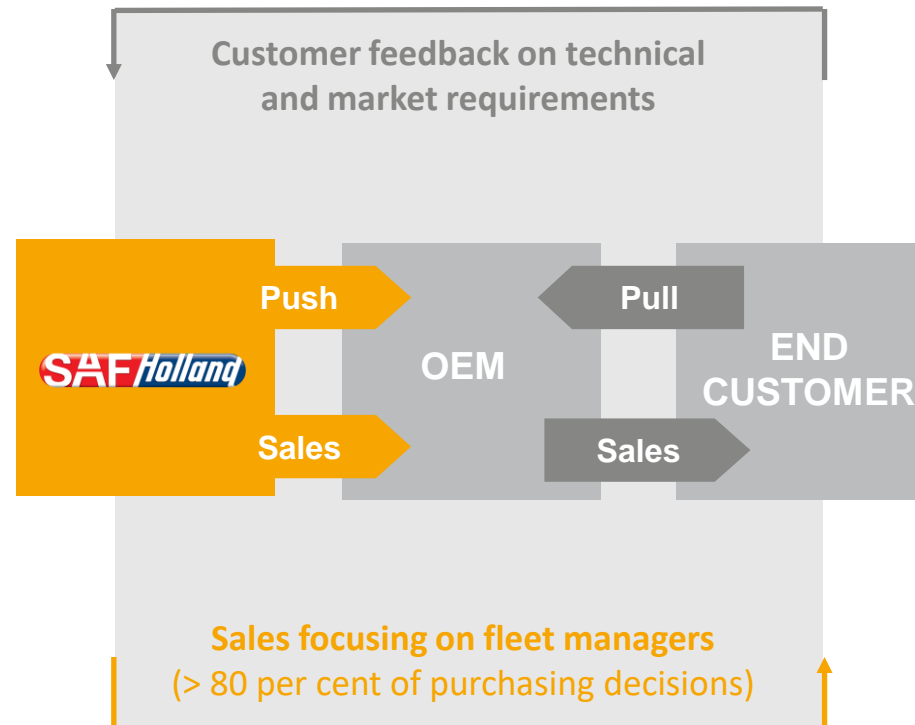 Customer feedback on technical
and market requirements
Push
Pull
SAF Holland
OEM
END
CUSTOMER
Sales
Sales
Sales focusing on fleet managers
(> 80 per cent of purchasing decisions)